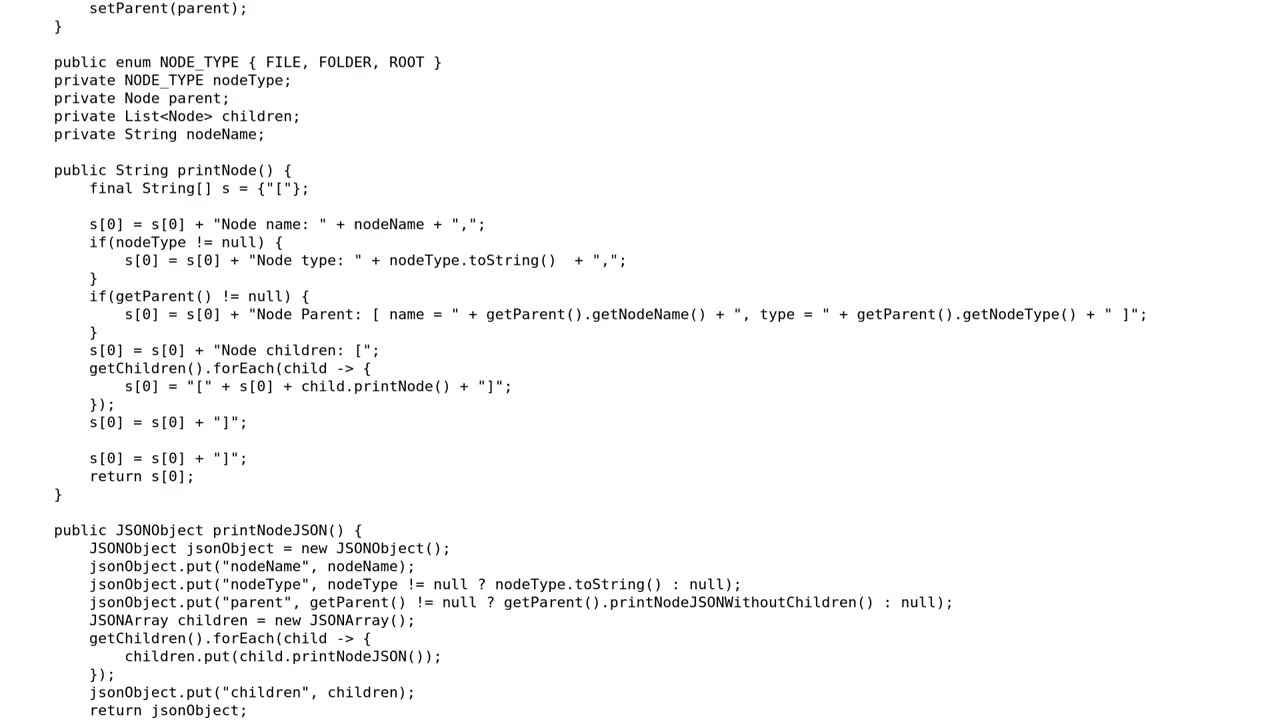 setParent(parent);
    }

    public enum NODE_TYPE { FILE, FOLDER, ROOT }
    private NODE_TYPE nodeType;
    private Node parent;
    private List<Node> children;
    private String nodeName;

    public String printNode() {
        final String[] s = {"["};

        s[0] = s[0] + "Node name: " + nodeName + ",";
        if(nodeType != null) {
            s[0] = s[0] + "Node type: " + nodeType.toString()  + ",";
        }
        if(getParent() != null) {
            s[0] = s[0] + "Node Parent: [ name = " + getParent().getNodeName() + ", type = " + getParent().getNodeType() + " ]";
        }
        s[0] = s[0] + "Node children: [";
        getChildren().forEach(child -> {
            s[0] = "[" + s[0] + child.printNode() + "]";
        });
        s[0] = s[0] + "]";

        s[0] = s[0] + "]";
        return s[0];
    }

    public JSONObject printNodeJSON() {
        JSONObject jsonObject = new JSONObject();
        jsonObject.put("nodeName", nodeName);
        jsonObject.put("nodeType", nodeType != null ? nodeType.toString() : null);
        jsonObject.put("parent", getParent() != null ? getParent().printNodeJSONWithoutChildren() : null);
        JSONArray children = new JSONArray();
        getChildren().forEach(child -> {
            children.put(child.printNodeJSON());
        });
        jsonObject.put("children", children);
        return jsonObject;